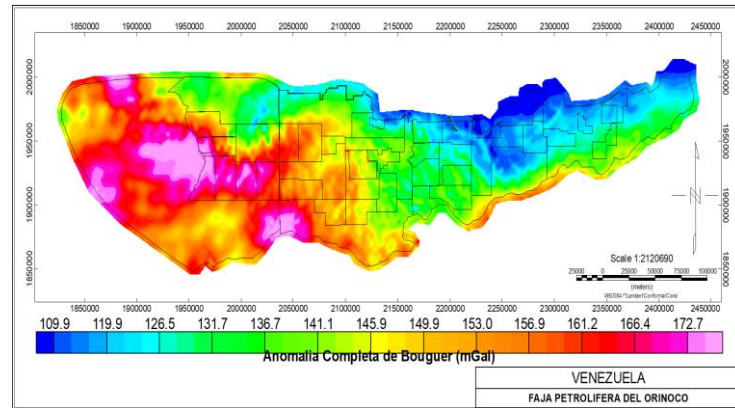 1850000 1900000 1950000 2000000 2050000 2100000 2150000 2200000 2250000 2300000 2350000 2400000 2450000
2000000 2000000
1950000 1950000
1900000 1900000
1850000 1850000
N
Scale 1:2120690
25000 0 25000 50000 75000 100000
(meters)
WGS84 /
1850000 1900000 1950000 2000000 2050000 2100000 2150000 2200000 2250000 2300000 2350000 2400000 2450000
109.9 119.9 126.5 131.7 136.7 141.1 145.9 149.9 153.0 156.9 161.2 166.4 172.7
Anomalia Completa de Bouguer (mGal)
VENEZUELA
FAJA PETROLIFERA DEL ORINOCO